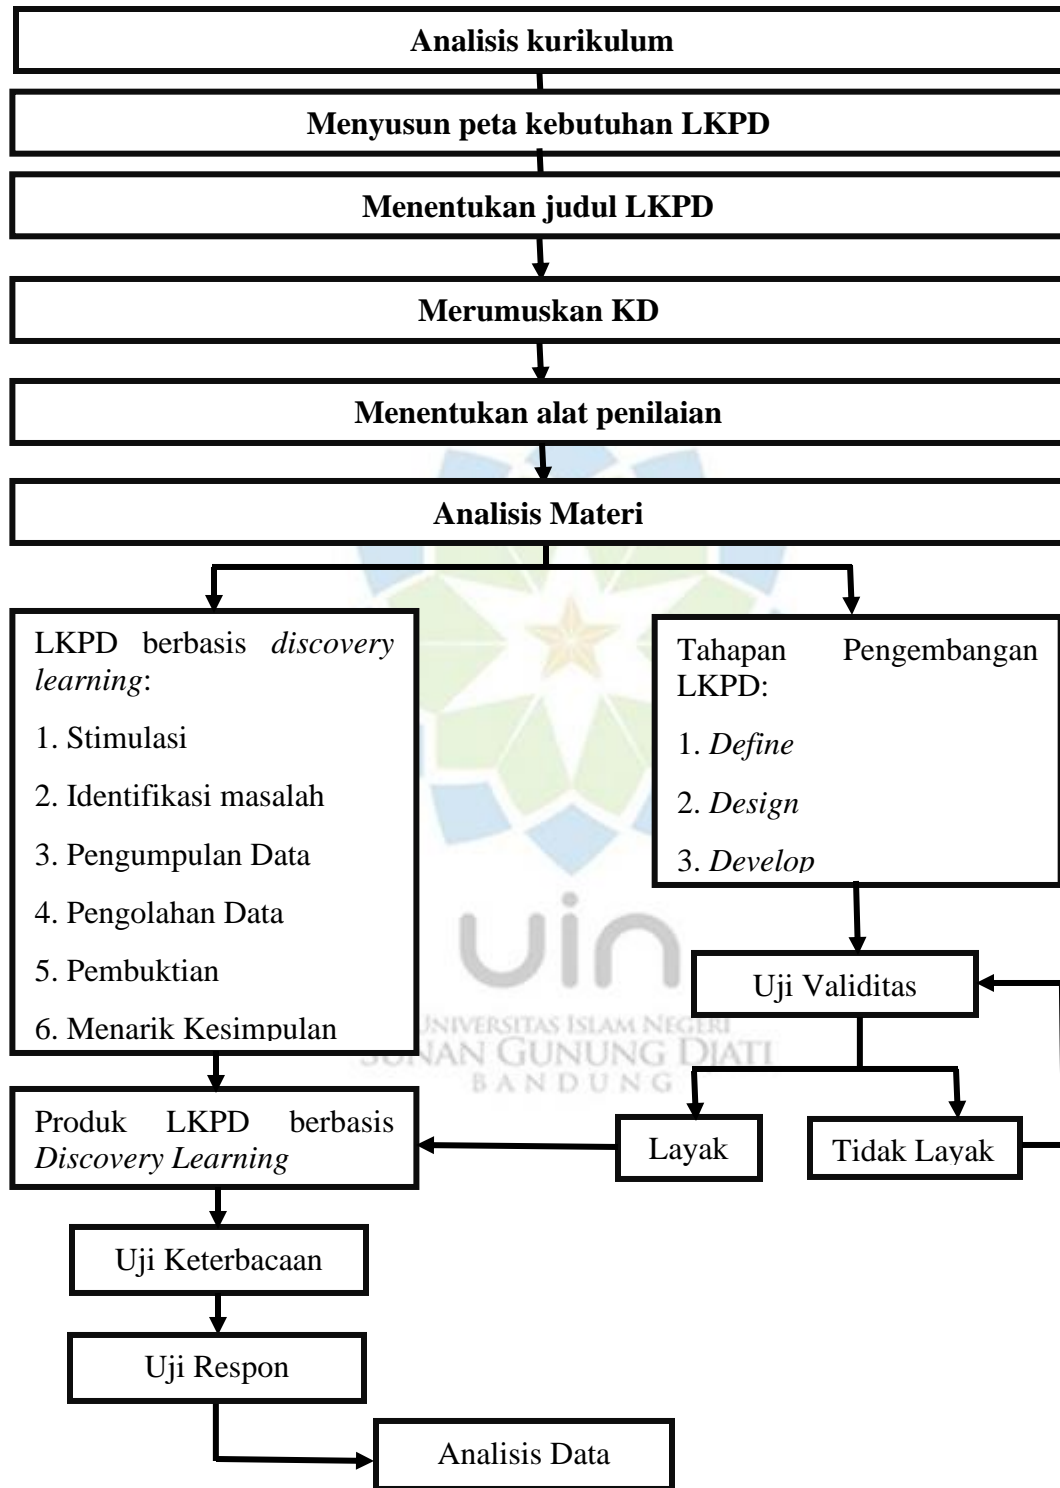 Analisis kurikulum
Menyusun peta kebutuhan LKPD
Menentukan judul LKPD
Merumuskan KD
Menentukan alat penilaian
Analisis Materi
LKPD berbasis discovery
learning:
1. Stimulasi
2. Identifikasi masalah
3. Pengumpulan Data
4. Pengolahan Data
5. Pembuktian
6. Menarik Kesimpulan
Tahapan Pengembangan
LKPD:
1. Define
2. Design
3. Develop
uin
UNIVERSITAS ISLAM NEGERI
SUNAN GUNUNG DJATI
BANDUNG
Uji Validitas
Layak
Tidak Layak
Produk LKPD berbasis
Discovery Learning
Uji Keterbacaan
Uji Respon
Analisis Data